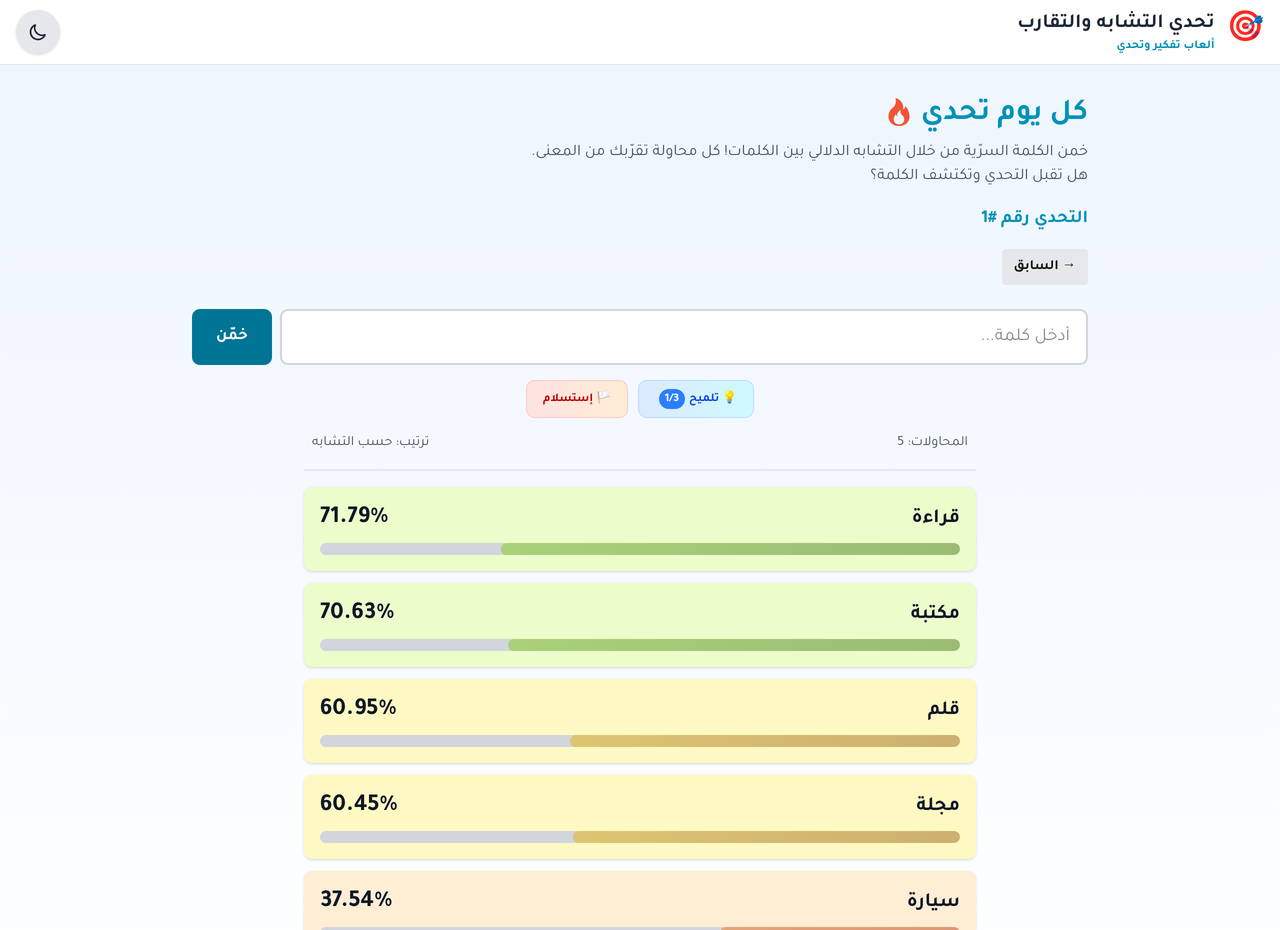 تحدي التشابه والتقارب
ألعاب تفكير وتحدي
كل يوم تحدي 🔥
خمن الكلمة السرّية من خلال التشابه الدلالي بين الكلمات! كل محاولة تقرّبك من المعنى.
هل تقبل التحدي وتكتشف الكلمة؟
التحدي رقم #1
→ السابق
أدخل كلمة...
خمّن
💡 تلميح 1/3
🏳️ إستسلام
المحاولات: 5
ترتيب: حسب التشابه
قراءة
71.79%
مكتبة
70.63%
قلم
60.95%
مجلة
60.45%
سيارة
37.54%